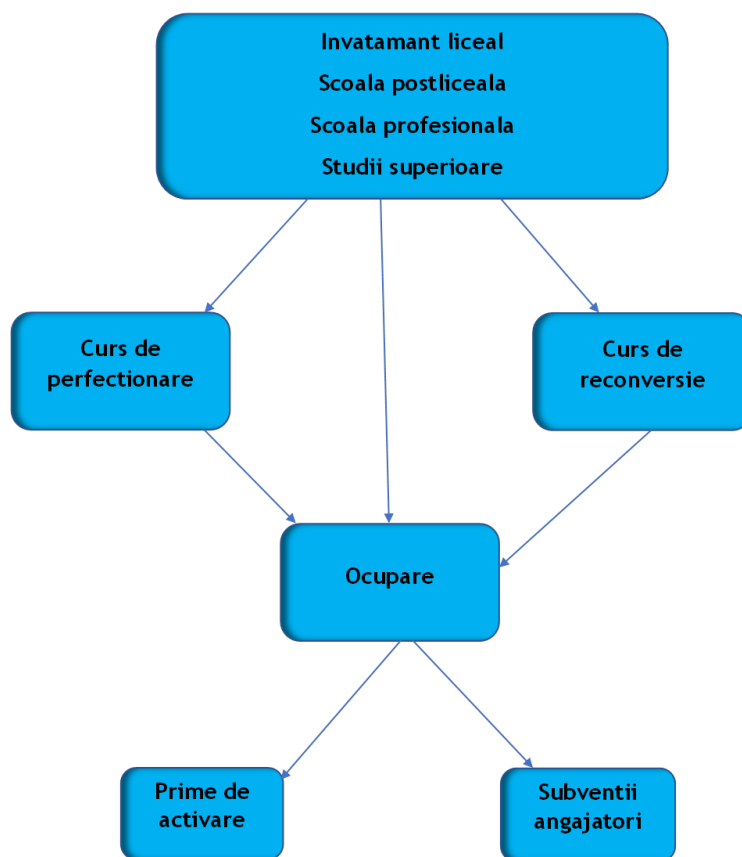 Invatamant liceal
Scoala postliceala
Scoala profesionala
Studii superioare
Curs de
perfectionare
Curs de
reconversie
Ocupare
Prime de
activare
Subventii
angajatori